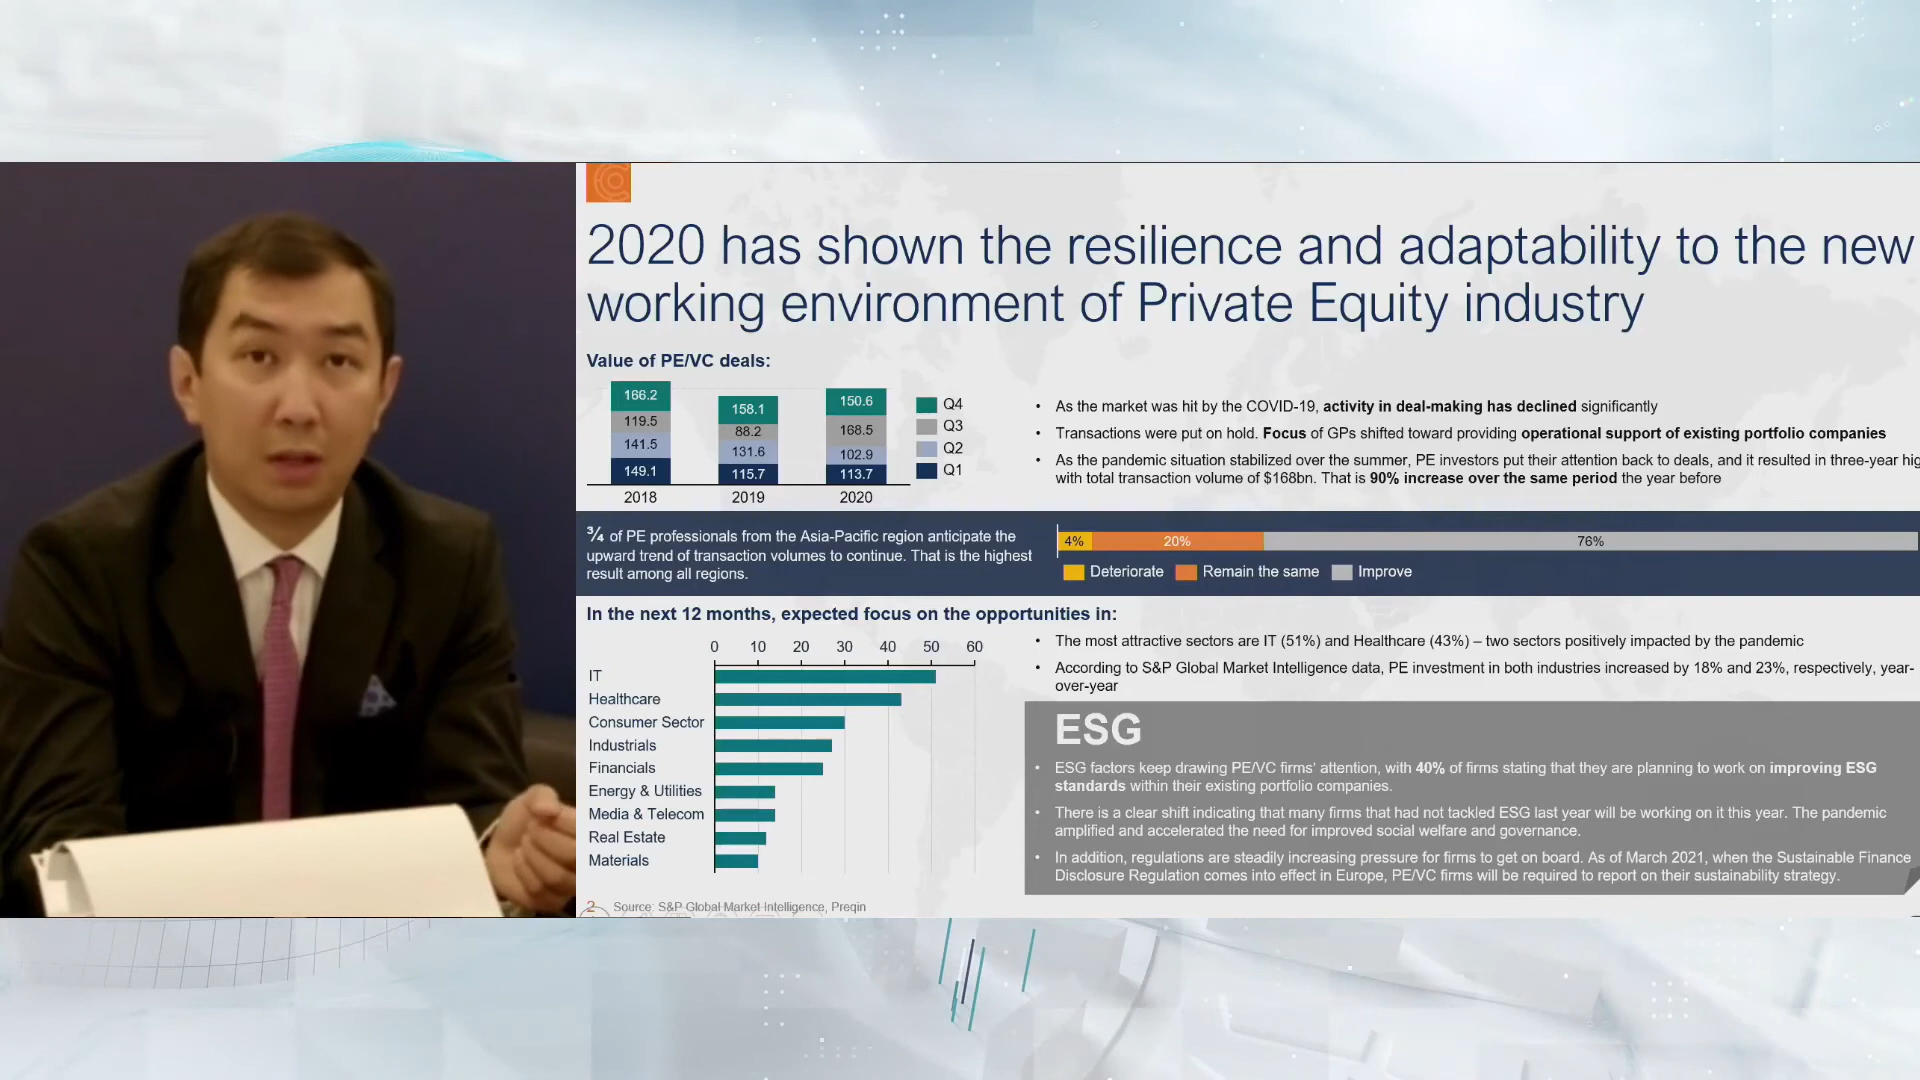 2020 has shown the resilience and adaptability to the new
working environment of Private Equity industry
Value of PE/VC deals:
166.2
119.5
141.5
149.1
2018
158.1
88.2
131.6
115.7
2019
150.6
168.5
102.9
113.7
2020
Q4
Q3
Q2
Q1
• As the market was hit by the COVID-19, activity in deal-making has declined significantly
• Transactions were put on hold. Focus of GPs shifted toward providing operational support of existing portfolio companies
• As the pandemic situation stabilized over the summer, PE investors put their attention back to deals, and it resulted in three-year
with total transaction volume of $168bn. That is 90% increase over the same period the year before
¾ of PE professionals from the Asia-Pacific region anticipate the
upward trend of transaction volumes to continue. That is the highest
result among all regions.
4% 20% 76%
Deteriorate Remain the same Improve
In the next 12 months, expected focus on the opportunities in:
0 10 20 30 40 50 60
IT
Healthcare
Consumer Sector
Industrials
Financials
Energy & Utilities
Media & Telecom
Real Estate
Materials
• The most attractive sectors are IT (51%) and Healthcare (43%) – two sectors positively impacted by the pandemic
• According to S&P Global Market Intelligence data, PE investment in both industries increased by 18% and 23%, respectively, year-
over-year
ESG
• ESG factors keep drawing PE/VC firms' attention, with 40% of firms stating that they are planning to work on improving ESG
standards within their existing portfolio companies.
• There is a clear shift indicating that many firms that had not tackled ESG last year will be working on it this year. The pandemic
amplified and accelerated the need for improved social welfare and governance.
• In addition, regulations are steadily increasing pressure for firms to get on board. As of March 2021, when the Sustainable Finance
Disclosure Regulation comes into effect in Europe, PE/VC firms will be required to report on their sustainability strategy.
2 Source: S&P Global Market Intelligence, Preqin